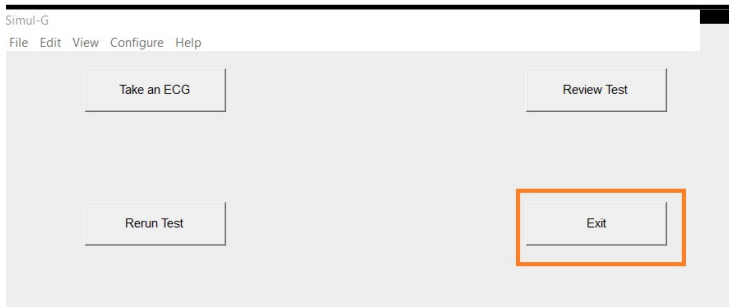 Simul-G
File Edit View Configure Help
Take an ECG Review Test
Rerun Test Exit